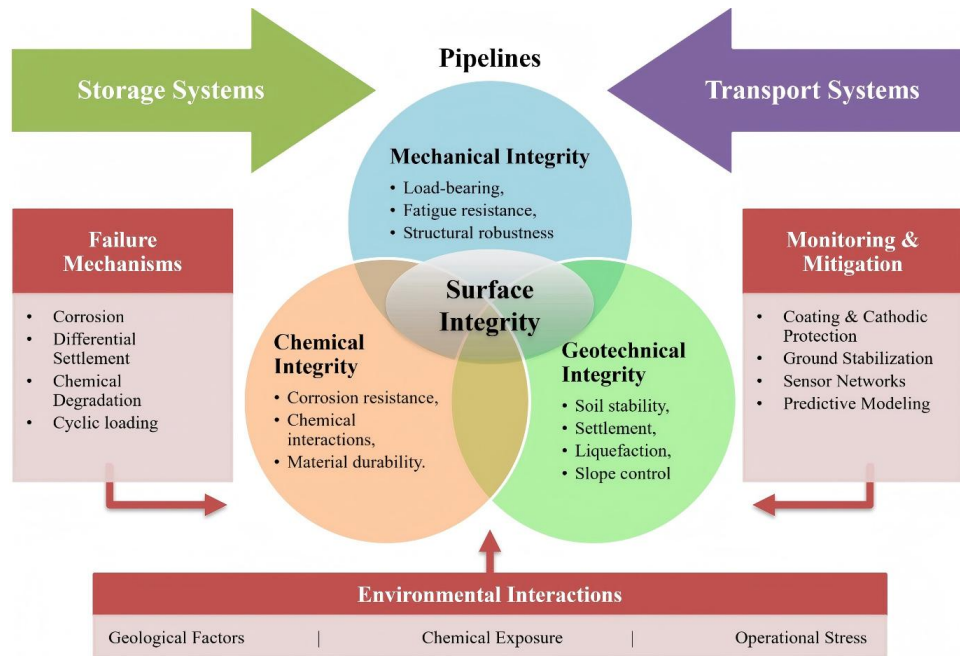 Pipelines
Storage Systems
Transport Systems
Mechanical Integrity
• Load-bearing,
• Fatigue resistance,
• Structural robustness
Failure
Mechanisms
• Corrosion
• Differential
Settlement
• Chemical
Degradation
• Cyclic loading
Surface
Integrity
Chemical
Integrity
• Corrosion resistance,
• Chemical
interactions,
• Material durability.
Geotechnical
Integrity
• Soil stability,
• Settlement,
• Liquefaction,
• Slope control
Monitoring &
Mitigation
• Coating & Cathodic
Protection
• Ground Stabilization
• Sensor Networks
• Predictive Modeling
Environmental Interactions
Geological Factors | Chemical Exposure | Operational Stress